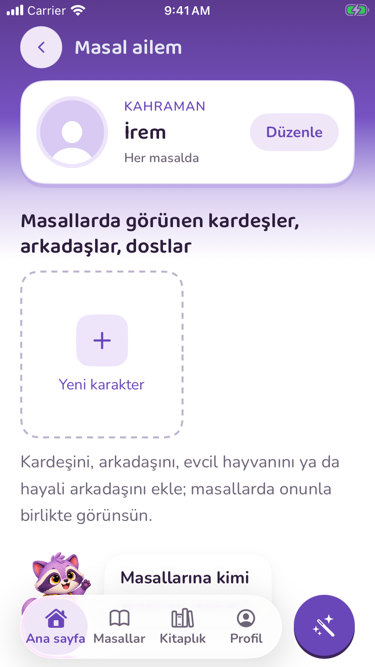 Carrier 9:41 AM
Masal ailem
KAHRAMAN
İrem
Her masalda
Düzenle
Masallarda görünen kardeşler,
arkadaşlar, dostlar
Yeni karakter
Kardeşini, arkadaşını, evcil hayvanını ya da
hayali arkadaşını ekle; masallarda onunla
birlikte görünsün.
Masallarına kimi
Ana sayfa Masallar Kitaplık Profil